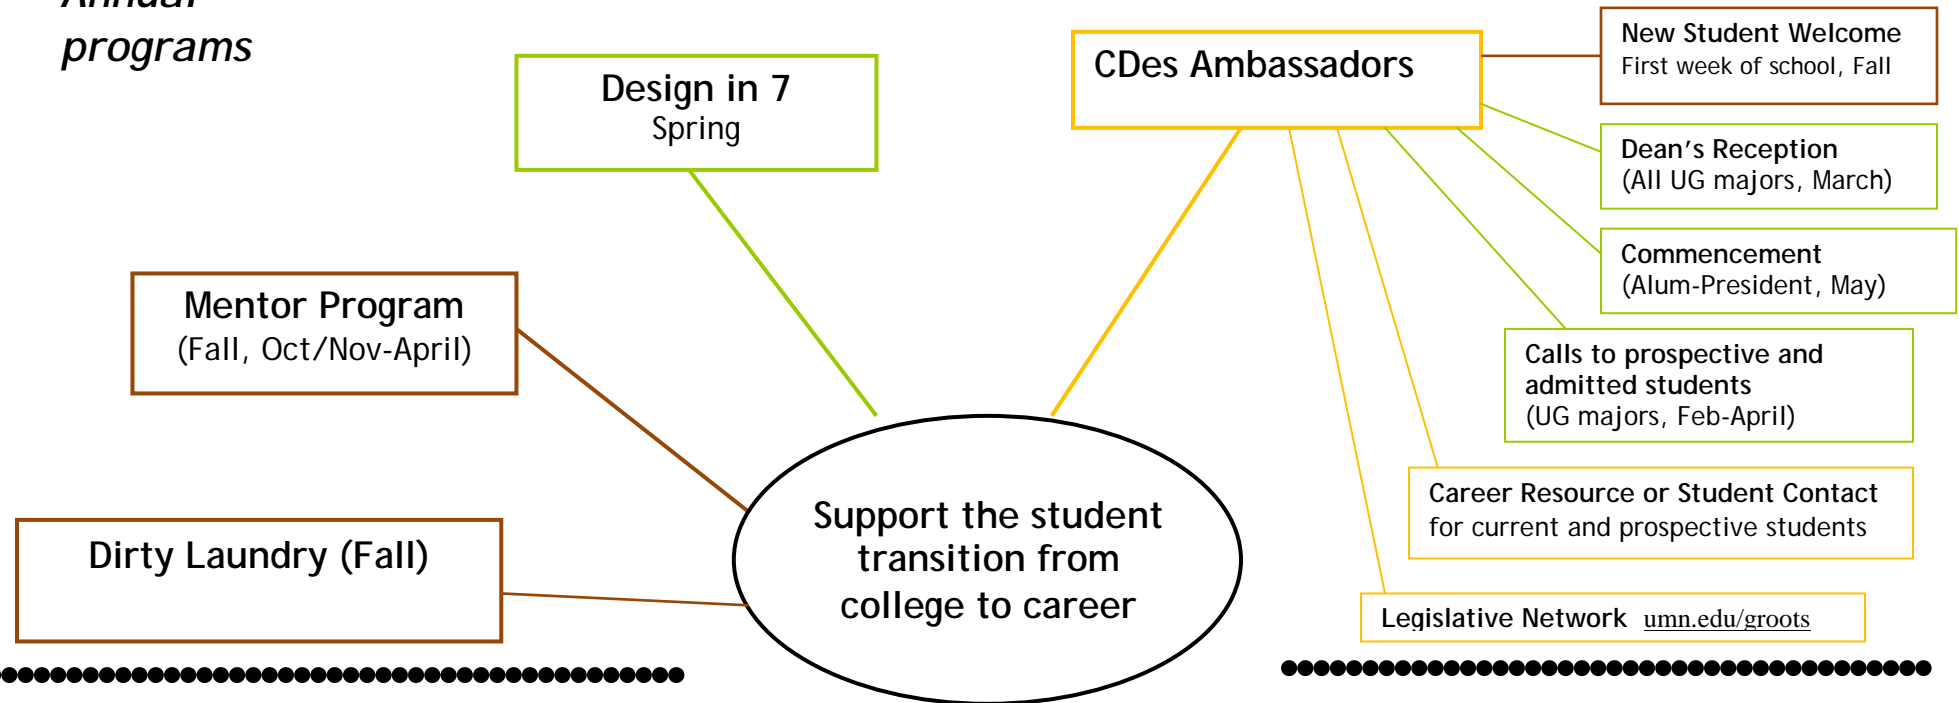 Annual
programs
Design in 7
Spring
CDes Ambassadors
New Student Welcome
First week of school, Fall
Dean’s Reception
(All UG majors, March)
Commencement
(Alum-President, May)
Mentor Program
(Fall, Oct/Nov-April)
Calls to prospective and
admitted students
(UG majors, Feb-April)
Career Resource or Student Contact
for current and prospective students
Dirty Laundry (Fall)
Support the student
transition from
college to career
Legislative Network umn.edu/groots